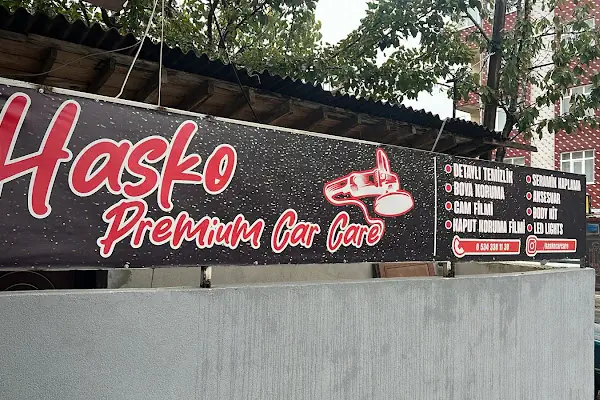 Hasko
Premium Car Care
DETAYLI TEMİZLİK
BOYA KORUMA
CAM FİLMİ
KAPUT KORUMA FİLMİ
SERAMİK KAPLAMA
AKSESUAR
BODY KİT
LED LIGHTS